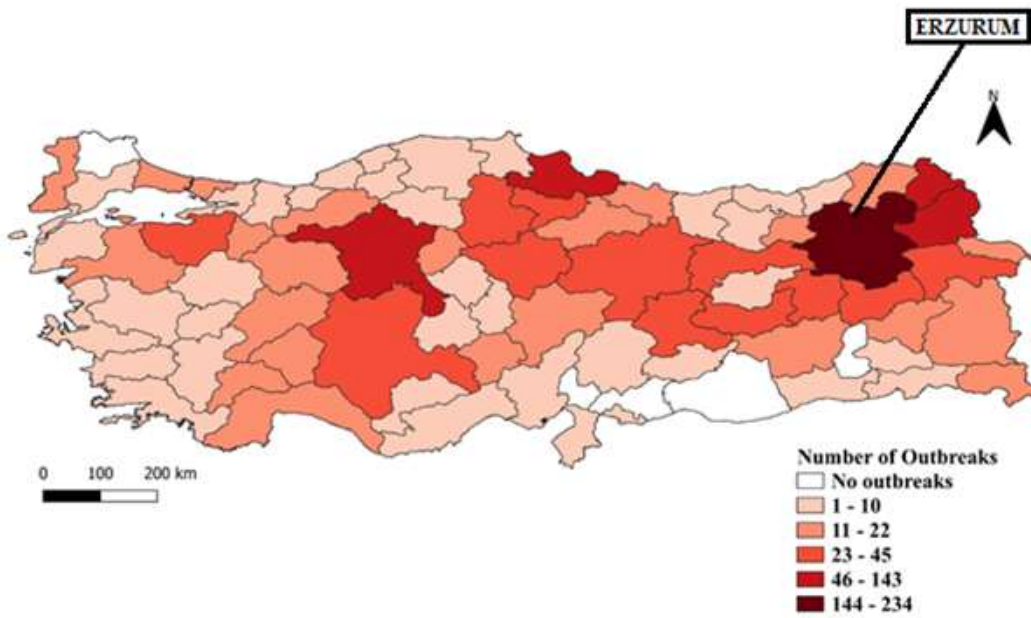 ERZURUM
N
0 100 200 km
Number of Outbreaks
No outbreaks
1 - 10
11 - 22
23 - 45
46 - 143
144 - 234